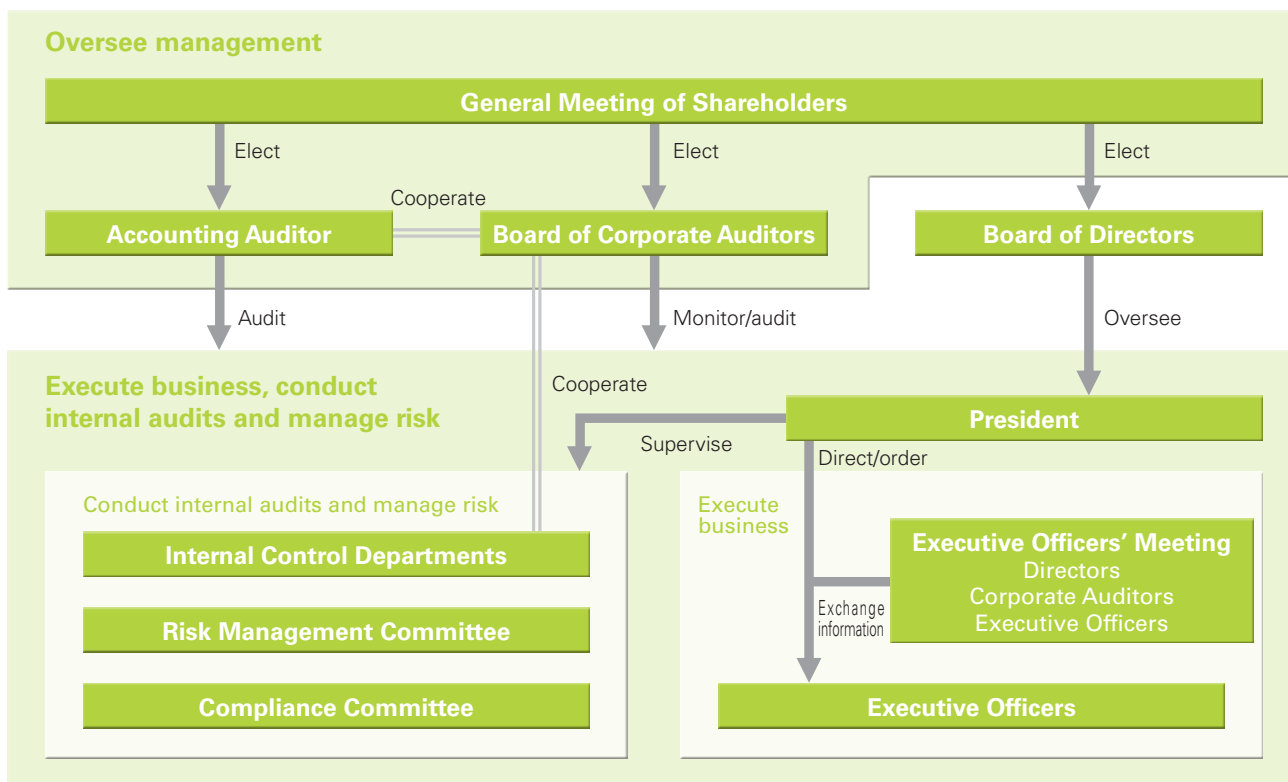 Oversee management
General Meeting of Shareholders
Elect
Elect
Elect
Cooperate
Accounting Auditor
Board of Corporate Auditors
Board of Directors
Audit
Monitor/audit
Oversee
Execute business, conduct
internal audits and manage risk
Cooperate
President
Supervise
Direct/order
Conduct internal audits and manage risk
Internal Control Departments
Risk Management Committee
Compliance Committee
Execute
business
Executive Officers' Meeting
Directors
Corporate Auditors
Executive Officers
Exchange
information
Executive Officers